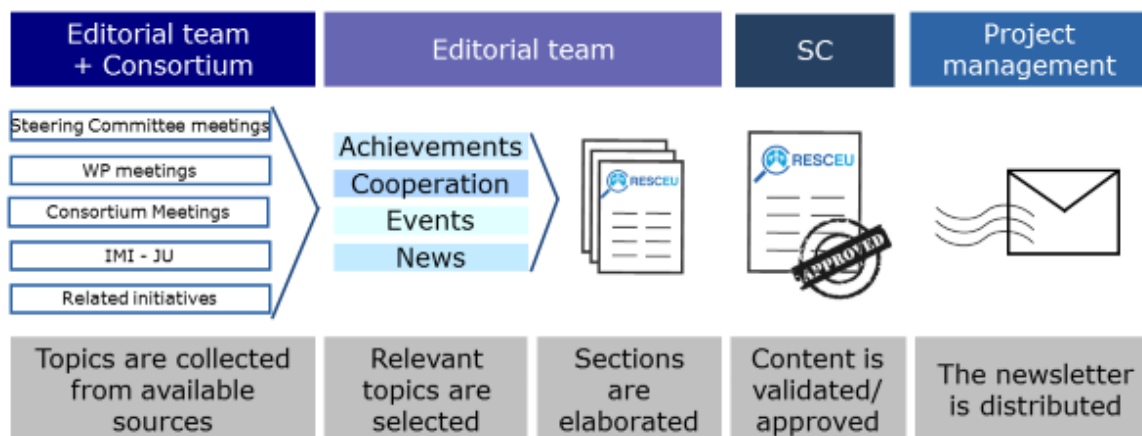 Editorial team
+ Consortium
Editorial team
SC
Project
management
Steering Committee meetings
WP meetings
Consortium Meetings
IMI - JU
Related initiatives
Achievements
Cooperation
Events
News
RESCEU
RESCEU
APPROVED
Topics are collected
from available
sources
Relevant
topics are
selected
Sections
are
elaborated
Content is
validated/
approved
The newsletter
is distributed